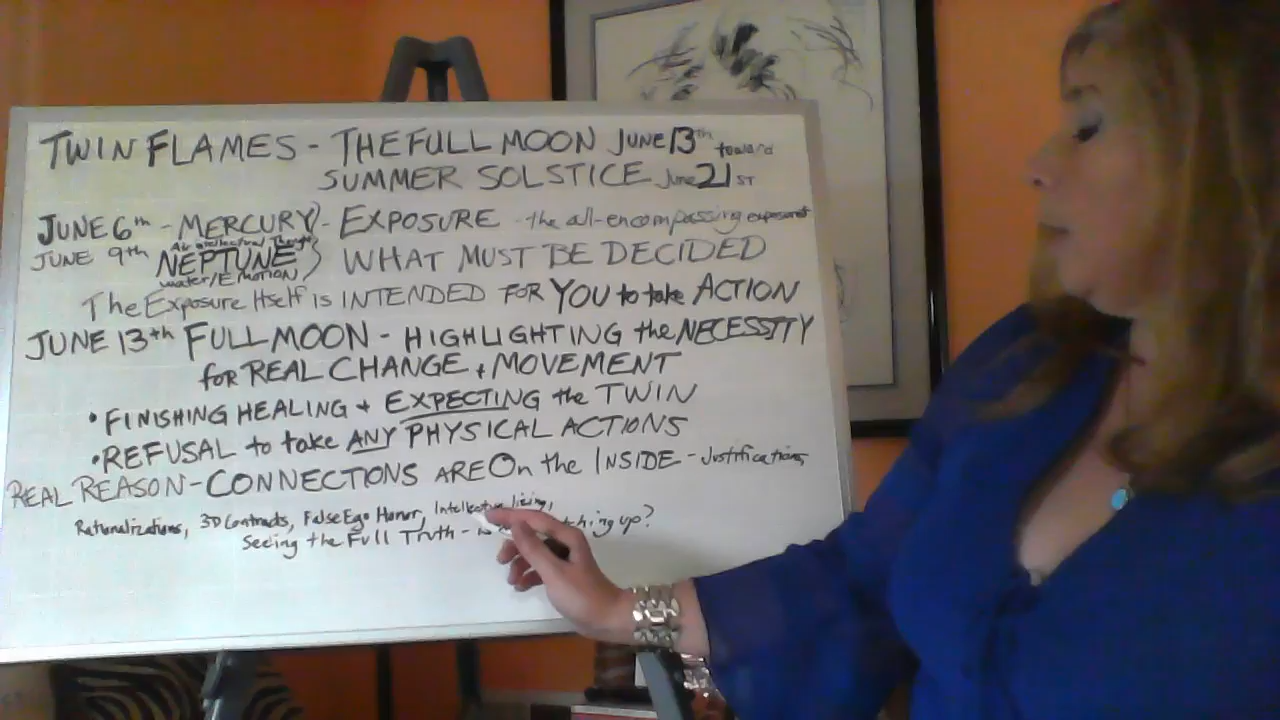 TWIN FLAMES - THE FULL MOON JUNE 13th toward
SUMMER SOLSTICE June 21ST
JUNE 6th - MERCURY) - EXPOSURE - the all-encompassing
Air
JUNE 9th NEPTUNE } WHAT MUST BE DECIDED
water/EMOTION
The Exposure Itself is INTENDED FOR YOU to take ACTION
JUNE 13th FULL MOON - HIGHLIGHTING the NECESSITY
for REAL CHANGE + MOVEMENT
• FINISHING HEALING + EXPECTING the TWIN
• REFUSAL to take ANY PHYSICAL ACTIONS
REAL REASON - CONNECTIONS ARE On the INSIDE - Justifications,
Rationalizations, 3D Contracts, False Ego Honor,
Seeing the Full Truth - up?